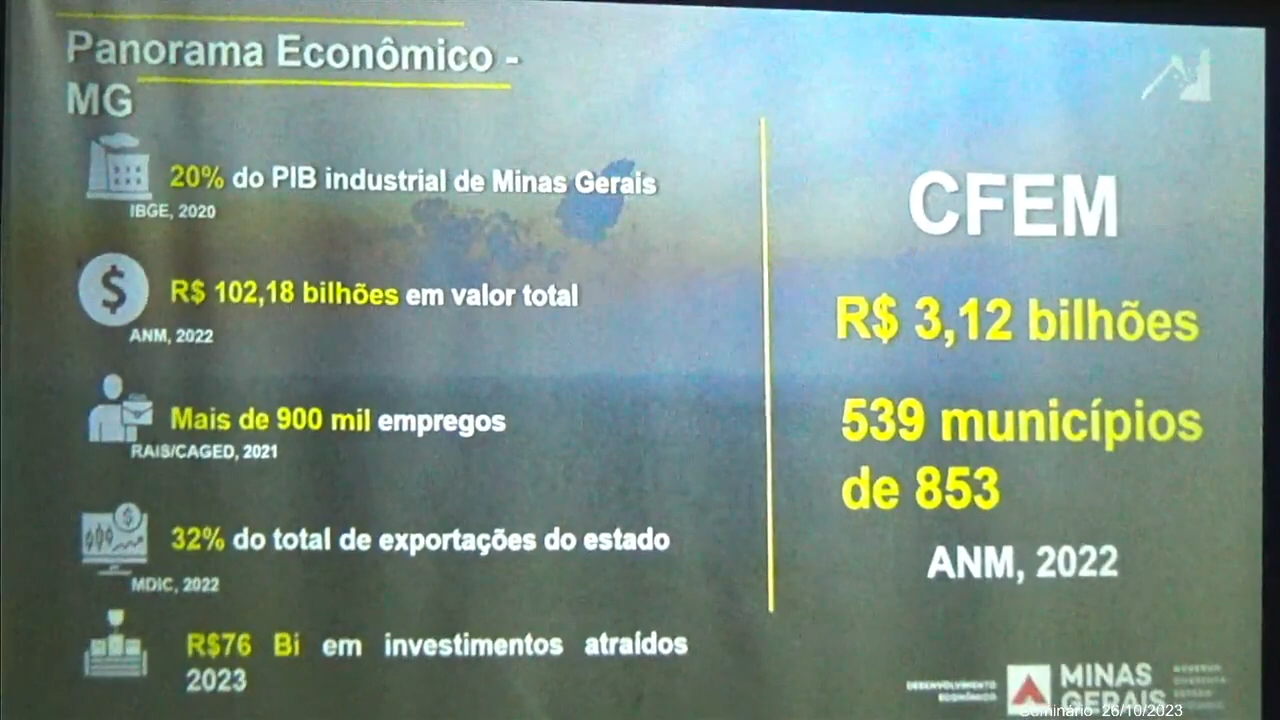 Panorama Econômico -
MG
20% do PIB industrial de Minas Gerais
IBGE, 2020
R$ 102,18 bilhões em valor total
ANM, 2022
Mais de 900 mil empregos
RAIS/CAGED, 2021
32% do total de exportações do estado
MDIC, 2022
R$76 Bi em investimentos atraídos
2023
CFEM
R$ 3,12 bilhões
539 municípios
de 853
ANM, 2022
DESENVOLVIMENTO
ECONÔMICO
MINAS
GERAIS
Seminário 26/10/2023